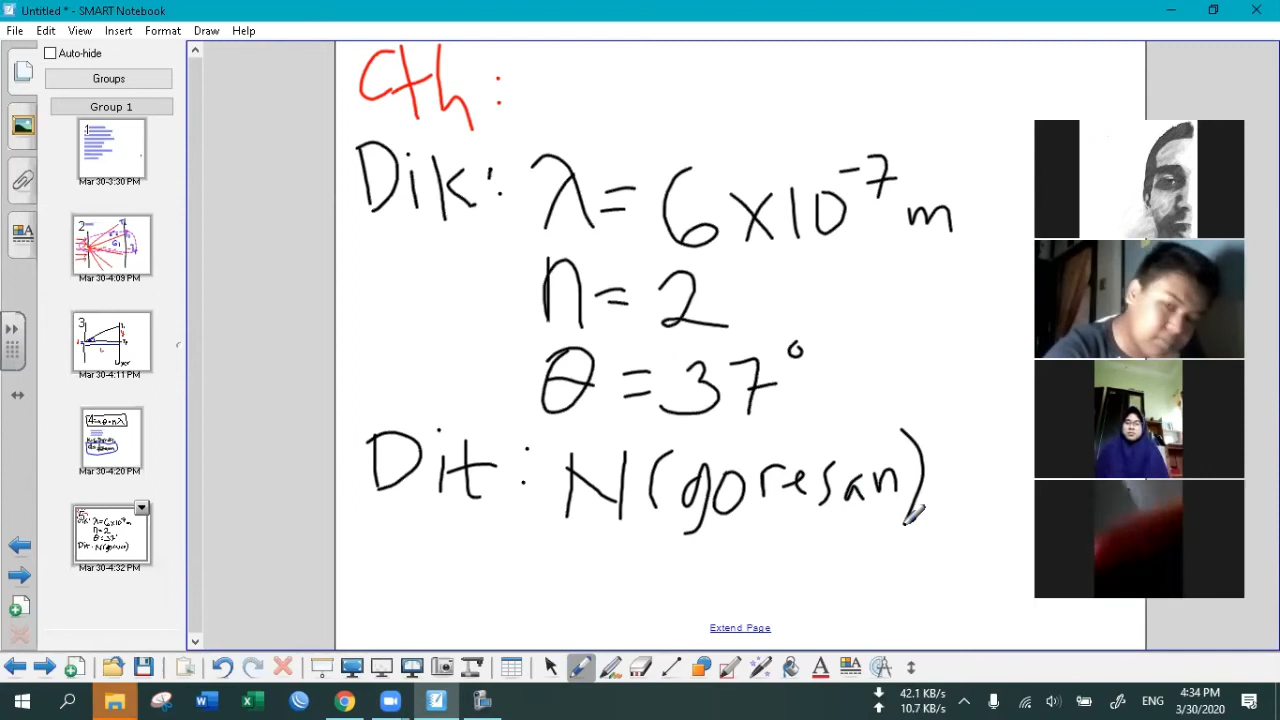 Untitled * - SMART Notebook
File Edit View Insert Format Draw Help
Auto-hide
Groups
Group 1
Mar 30-3:30 PM
Mar 30-4:09 PM
Mar 30-4:11 PM
Mar 30-4:20 PM
Mar 30-4:32 PM
Cth :
Dik : λ = 6 x 10⁻⁷ m
n = 2
θ = 37°
Dit : N (goresan)
Extend Page
42.1 KB/s
10.7 KB/s
ENG
4:34 PM
3/30/2020